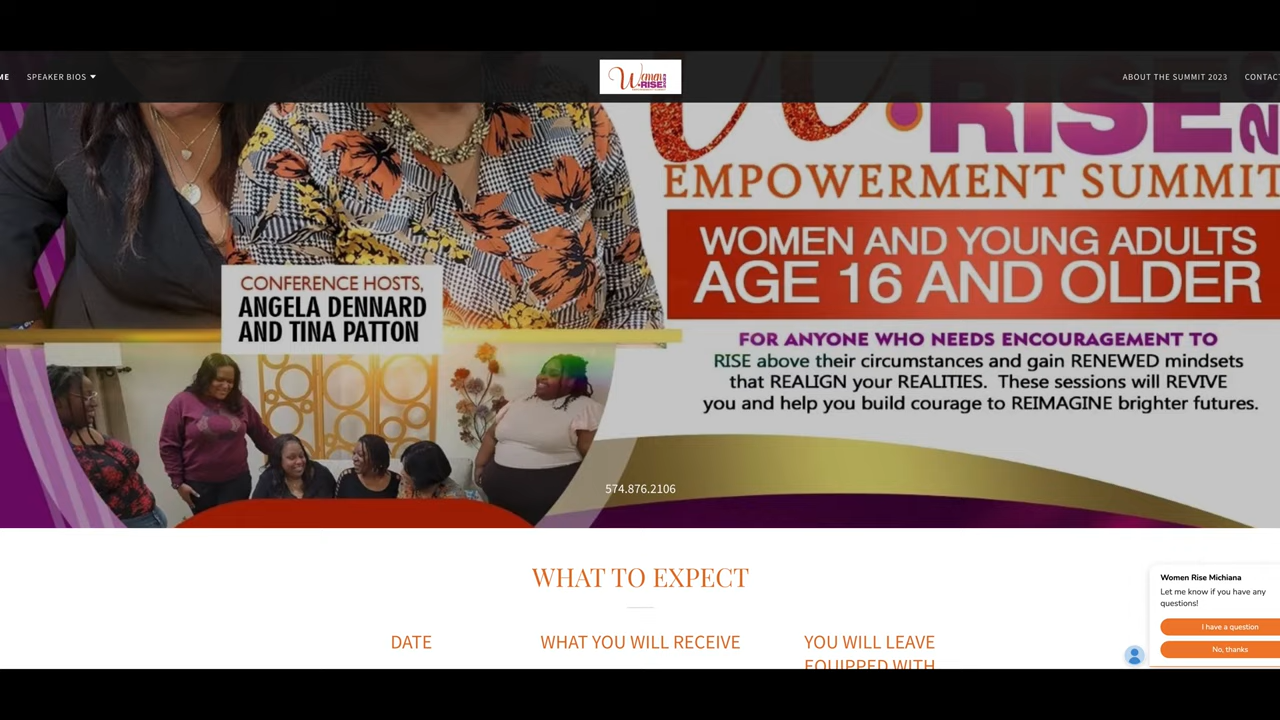 ME
SPEAKER BIOS
Women
RISE
ABOUT THE SUMMIT 2023
CONTACT
RISE
EMPOWERMENT SUMMIT
WOMEN AND YOUNG ADULTS
AGE 16 AND OLDER
CONFERENCE HOSTS,
ANGELA DENNARD
AND TINA PATTON
FOR ANYONE WHO NEEDS ENCOURAGEMENT TO
RISE above their circumstances and gain RENEWED mindsets
that REALIGN your REALITIES. These sessions will REVIVE
you and help you build courage to REIMAGINE brighter futures.
574.876.2106
WHAT TO EXPECT
DATE
WHAT YOU WILL RECEIVE
YOU WILL LEAVE
EQUIPPED WITH
Women Rise Michiana
Let me know if you have any
questions!
I have a question
No, thanks